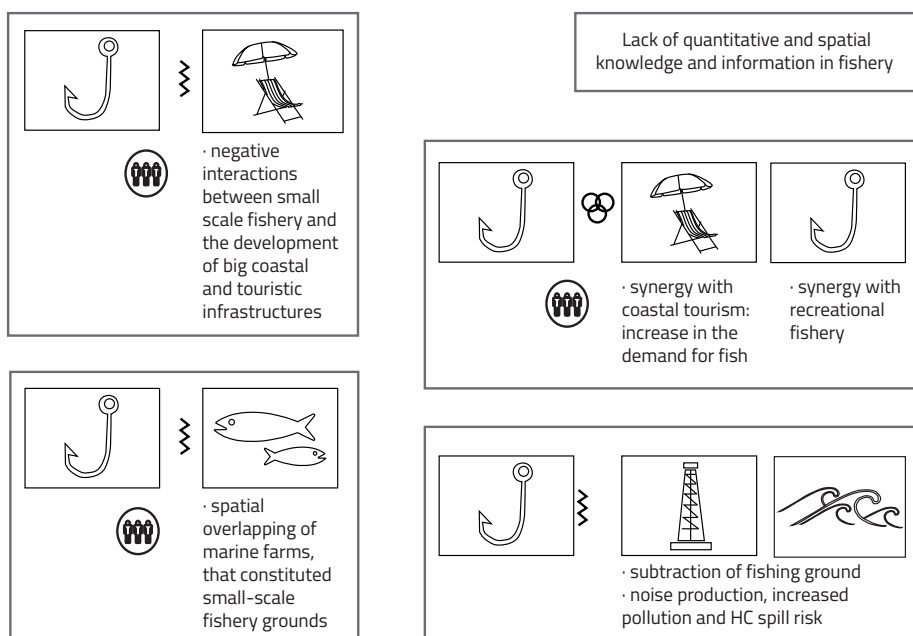 · negative
interactions
between small
scale fishery and
the development
of big coastal
and touristic
infrastructures
· spatial
overlapping of
marine farms,
that constituted
small-scale
fishery grounds
Lack of quantitative and spatial
knowledge and information in fishery
· synergy with
coastal tourism:
increase in the
demand for fish
· synergy with
recreational
fishery
· subtraction of fishing ground
· noise production, increased
pollution and HC spill risk